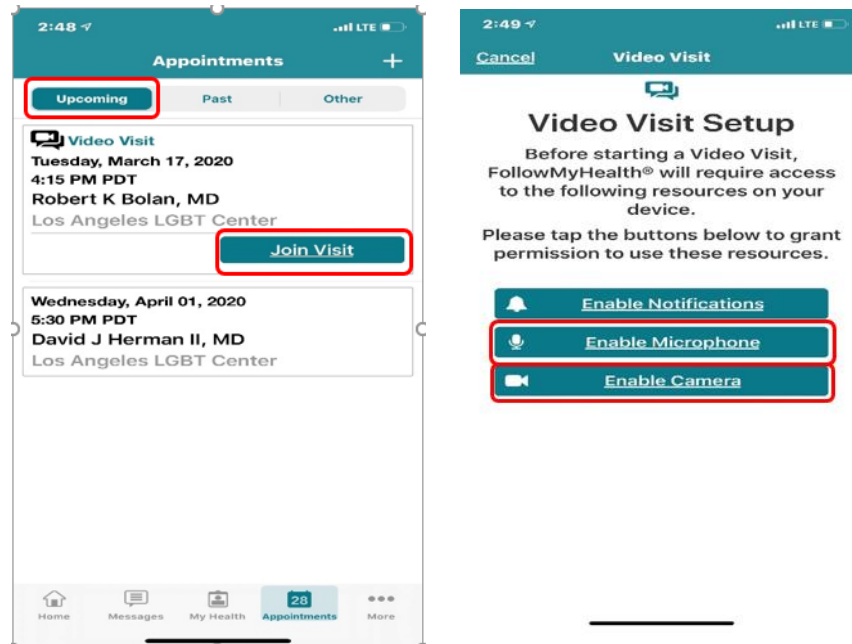 2:48
LTE
Appointments
+
Upcoming
Past
Other
Video Visit
Tuesday, March 17, 2020
4:15 PM PDT
Robert K Bolan, MD
Los Angeles LGBT Center
Join Visit
Wednesday, April 01, 2020
5:30 PM PDT
David J Herman II, MD
Los Angeles LGBT Center
28
Home
Messages
My Health
Appointments
More
2:49
LTE
Cancel
Video Visit
Video Visit Setup
Before starting a Video Visit,
FollowMyHealth® will require access
to the following resources on your
device.
Please tap the buttons below to grant
permission to use these resources.
Enable Notifications
Enable Microphone
Enable Camera